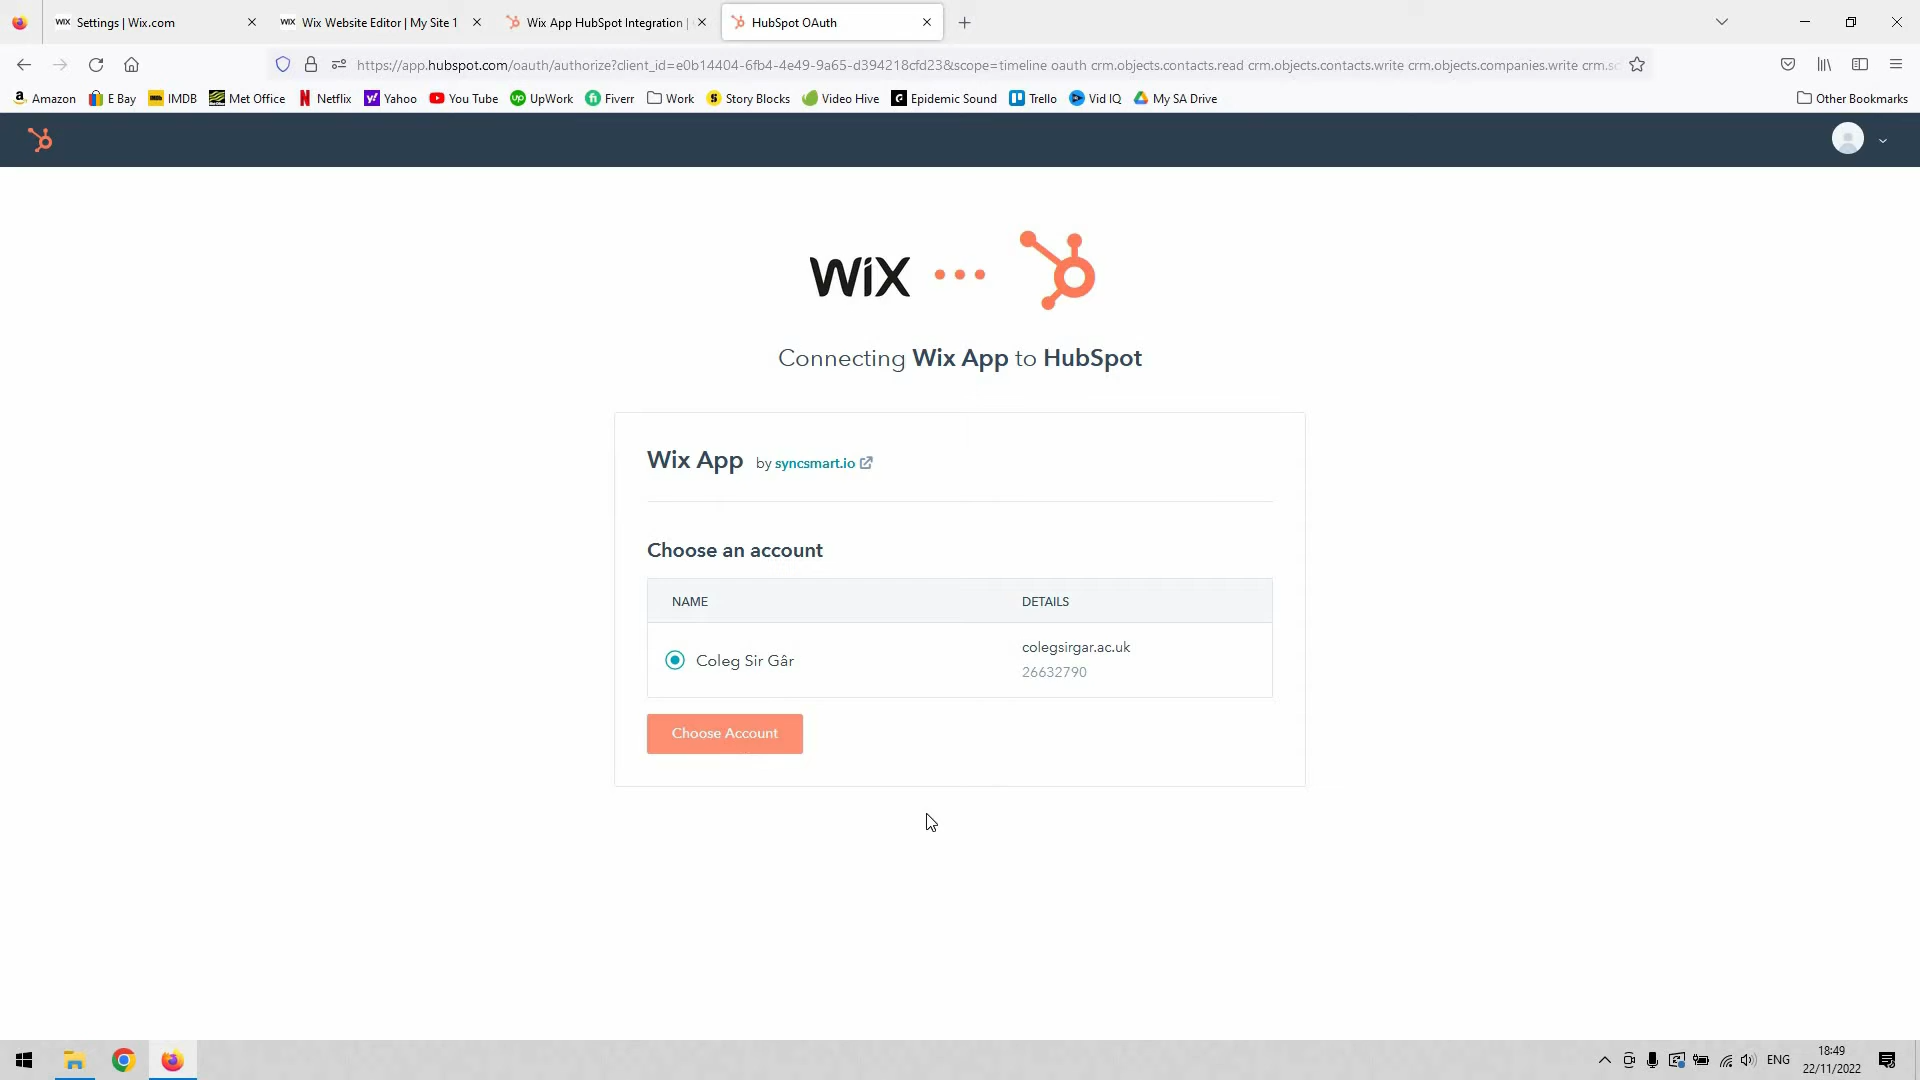 Settings | Wix.com
Wix Website Editor | My Site 1
Wix App HubSpot Integration |
HubSpot OAuth
https://app.hubspot.com/oauth/authorize?client_id=e0b14404-6fb4-4e49-9a65-d394218cfd23&scope=timeline oauth crm.objects.contacts.read crm.objects.contacts.write crm.objects.companies.write crm.sc
Amazon
E Bay
IMDB
Met Office
Netflix
Yahoo
You Tube
UpWork
Fiverr
Work
Story Blocks
Video Hive
Epidemic Sound
Trello
Vid IQ
My SA Drive
Other Bookmarks
WiX
Connecting Wix App to HubSpot
Wix App by syncsmart.io
Choose an account
NAME DETAILS
Coleg Sir Gâr
colegsirgar.ac.uk
26632790
Choose Account
ENG
18:49
22/11/2022